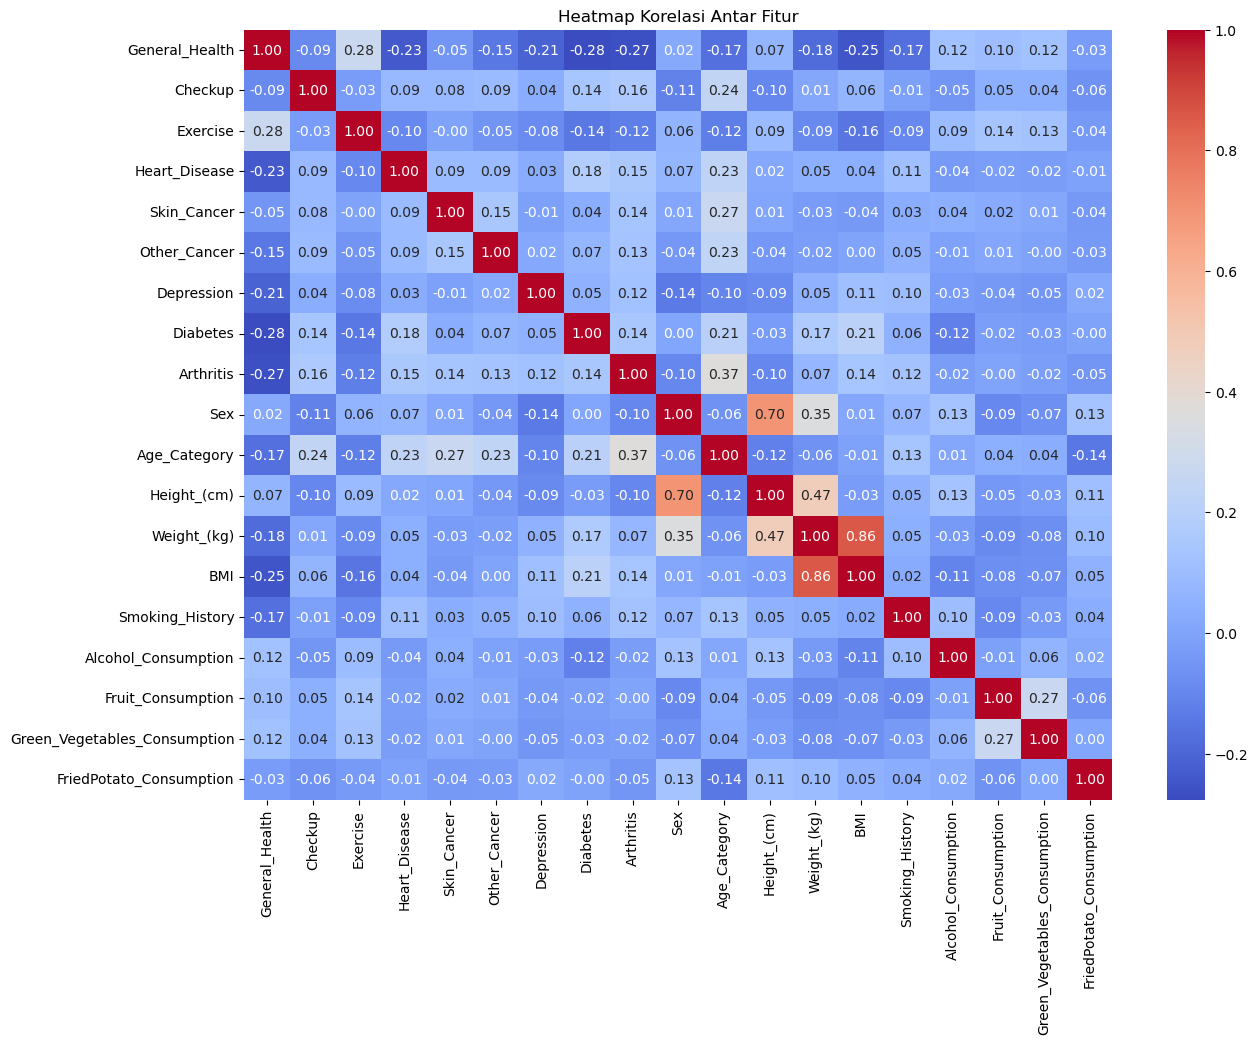 Heatmap Korelasi Antar Fitur
General_Health 1.00 -0.09 0.28 -0.23 -0.05 -0.15 -0.21 -0.28 -0.27 0.02 -0.17 0.07 -0.18 -0.25 -0.17 0.12 0.10 0.12 -0.03
Checkup -0.09 1.00 -0.03 0.09 0.08 0.09 0.04 0.14 0.16 -0.11 0.24 -0.10 0.01 0.06 -0.01 -0.05 0.05 0.04 -0.06
Exercise 0.28 -0.03 1.00 -0.10 -0.00 -0.05 -0.08 -0.14 -0.12 0.06 -0.12 0.09 -0.09 -0.16 -0.09 0.09 0.14 0.13 -0.04
Heart_Disease -0.23 0.09 -0.10 1.00 0.09 0.09 0.03 0.18 0.15 0.07 0.23 0.02 0.05 0.04 0.11 -0.04 -0.02 -0.02 -0.01
Skin_Cancer -0.05 0.08 -0.00 0.09 1.00 0.15 -0.01 0.04 0.14 0.01 0.27 0.01 -0.03 -0.04 0.03 0.04 0.02 0.01 -0.04
Other_Cancer -0.15 0.09 -0.05 0.09 0.15 1.00 0.02 0.07 0.13 -0.04 0.23 -0.04 -0.02 0.00 0.05 -0.01 0.01 -0.00 -0.03
Depression -0.21 0.04 -0.08 0.03 -0.01 0.02 1.00 0.05 0.12 -0.14 -0.10 -0.09 0.05 0.11 0.10 -0.03 -0.04 -0.05 0.02
Diabetes -0.28 0.14 -0.14 0.18 0.04 0.07 0.05 1.00 0.14 0.00 0.21 -0.03 0.17 0.21 0.06 -0.12 -0.02 -0.03 -0.00
Arthritis -0.27 0.16 -0.12 0.15 0.14 0.13 0.12 0.14 1.00 -0.10 0.37 -0.10 0.07 0.14 0.12 -0.02 -0.00 -0.02 -0.05
Sex 0.02 -0.11 0.06 0.07 0.01 -0.04 -0.14 0.00 -0.10 1.00 -0.06 0.70 0.35 0.01 0.07 0.13 -0.09 -0.07 0.13
Age_Category -0.17 0.24 -0.12 0.23 0.27 0.23 -0.10 0.21 0.37 -0.06 1.00 -0.12 -0.06 -0.01 0.13 0.01 0.04 0.04 -0.14
Height_(cm) 0.07 -0.10 0.09 0.02 0.01 -0.04 -0.09 -0.03 -0.10 0.70 -0.12 1.00 0.47 -0.03 0.05 0.13 -0.05 -0.03 0.11
Weight_(kg) -0.18 0.01 -0.09 0.05 -0.03 -0.02 0.05 0.17 0.07 0.35 -0.06 0.47 1.00 0.86 0.05 -0.03 -0.09 -0.08 0.10
BMI -0.25 0.06 -0.16 0.04 -0.04 0.00 0.11 0.21 0.14 0.01 -0.01 -0.03 0.86 1.00 0.02 -0.11 -0.08 -0.07 0.05
Smoking_History -0.17 -0.01 -0.09 0.11 0.03 0.05 0.10 0.06 0.12 0.07 0.13 0.05 0.05 0.02 1.00 0.10 -0.09 -0.03 0.04
Alcohol_Consumption 0.12 -0.05 0.09 -0.04 0.04 -0.01 -0.03 -0.12 -0.02 0.13 0.01 0.13 -0.03 -0.11 0.10 1.00 -0.01 0.06 0.02
Fruit_Consumption 0.10 0.05 0.14 -0.02 0.02 0.01 -0.04 -0.02 -0.00 -0.09 0.04 -0.05 -0.09 -0.08 -0.09 -0.01 1.00 0.27 -0.06
Green_Vegetables_Consumption 0.12 0.04 0.13 -0.02 0.01 -0.00 -0.05 -0.03 -0.02 -0.07 0.04 -0.03 -0.08 -0.07 -0.03 0.06 0.27 1.00 0.00
FriedPotato_Consumption -0.03 -0.06 -0.04 -0.01 -0.04 -0.03 0.02 -0.00 -0.05 0.13 -0.14 0.11 0.10 0.05 0.04 0.02 -0.06 0.00 1.00
General_Health
Checkup
Exercise
Heart_Disease
Skin_Cancer
Other_Cancer
Depression
Diabetes
Arthritis
Sex
Age_Category
Height_(cm)
Weight_(kg)
BMI
Smoking_History
Alcohol_Consumption
Fruit_Consumption
Green_Vegetables_Consumption
FriedPotato_Consumption
1.0
0.8
0.6
0.4
0.2
0.0
−0.2